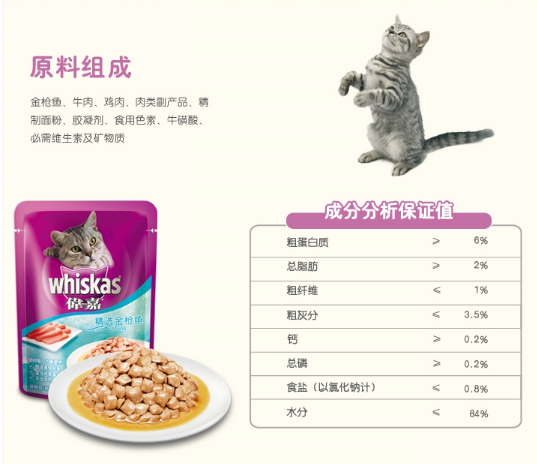 原料组成
金枪鱼、牛肉、鸡肉、肉类副产品、精
制面粉、胶凝剂、食用色素、牛磺酸、
必需维生素及矿物质
成分分析保证值
粗蛋白质 ≥ 6%
总脂肪 ≥ 2%
粗纤维 ≤ 1%
粗灰分 ≤ 3.5%
钙 ≥ 0.2%
总磷 ≥ 0.2%
食盐（以氯化钠计） ≤ 0.8%
水分 ≤ 84%
whiskas
伟嘉
精选金枪鱼